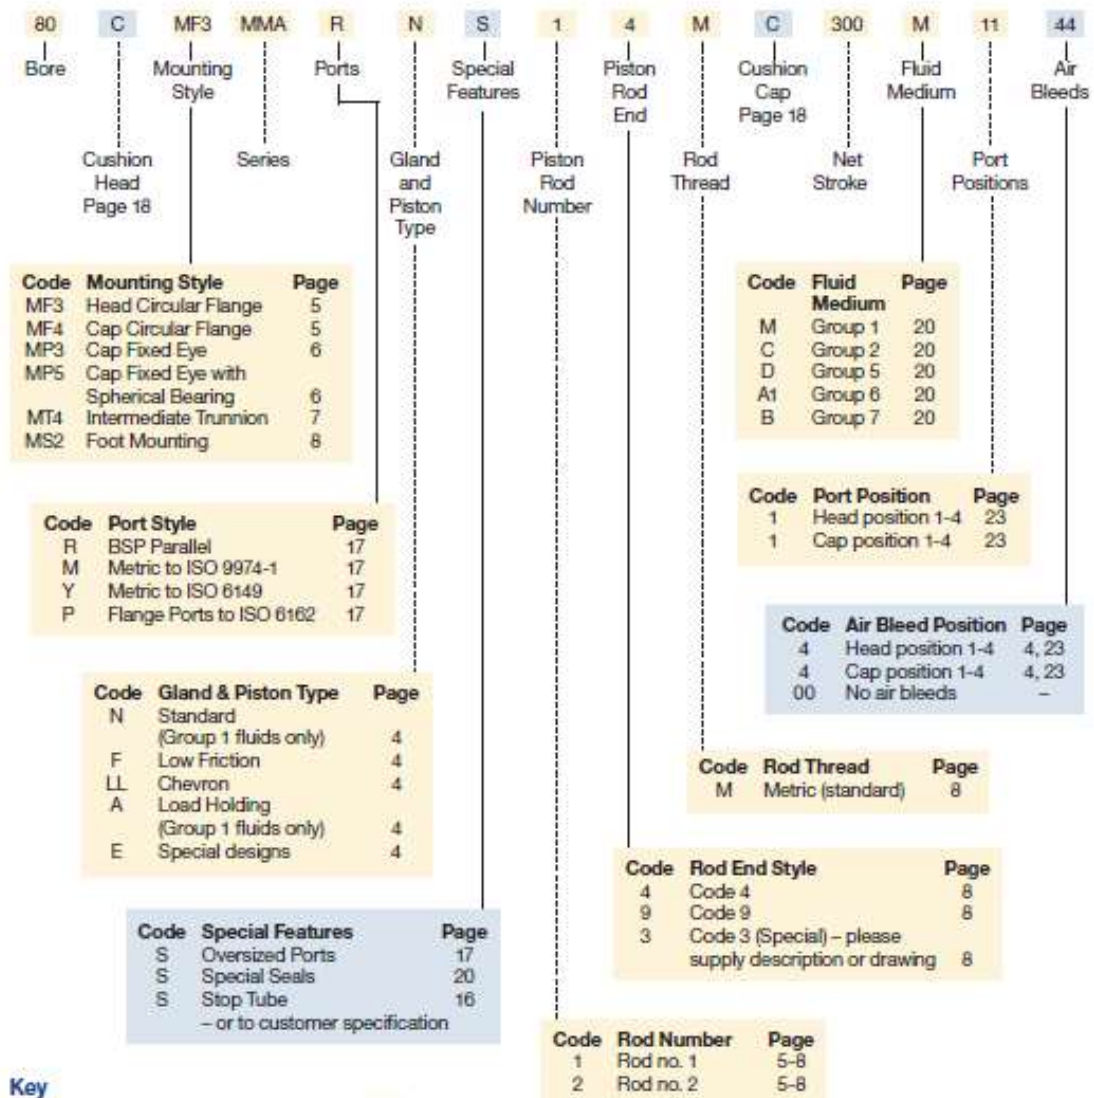 80 C MF3 MMA R N S 1 4 M C 300 M 11 44
Bore Mounting Ports Special Piston Cushion Fluid Air
Style Features Rod Cap Medium Bleeds
End Page 18
Cushion Series Gland Piston Rod Net Port
Head and Rod Thread Stroke Positions
Page 18 Piston Number
Type
Code Mounting Style Page
MF3 Head Circular Flange 5
MF4 Cap Circular Flange 5
MP3 Cap Fixed Eye 6
MP5 Cap Fixed Eye with
Spherical Bearing 6
MT4 Intermediate Trunnion 7
MS2 Foot Mounting 8
Code Fluid Page
Medium
M Group 1 20
C Group 2 20
D Group 5 20
A1 Group 6 20
B Group 7 20
Code Port Position Page
1 Head position 1-4 23
1 Cap position 1-4 23
Code Port Style Page
R BSP Parallel 17
M Metric to ISO 9974-1 17
Y Metric to ISO 6149 17
P Flange Ports to ISO 6162 17
Code Air Bleed Position Page
4 Head position 1-4 4, 23
4 Cap position 1-4 4, 23
00 No air bleeds –
Code Gland & Piston Type Page
N Standard
(Group 1 fluids only) 4
F Low Friction 4
LL Chevron 4
A Load Holding
(Group 1 fluids only) 4
E Special designs 4
Code Rod Thread Page
M Metric (standard) 8
Code Rod End Style Page
4 Code 4 8
9 Code 9 8
3 Code 3 (Special) – please
supply description or drawing 8
Code Special Features Page
S Oversized Ports 17
S Special Seals 20
S Stop Tube 16
– or to customer specification
Code Rod Number Page
1 Rod no. 1 5-8
2 Rod no. 2 5-8
Key